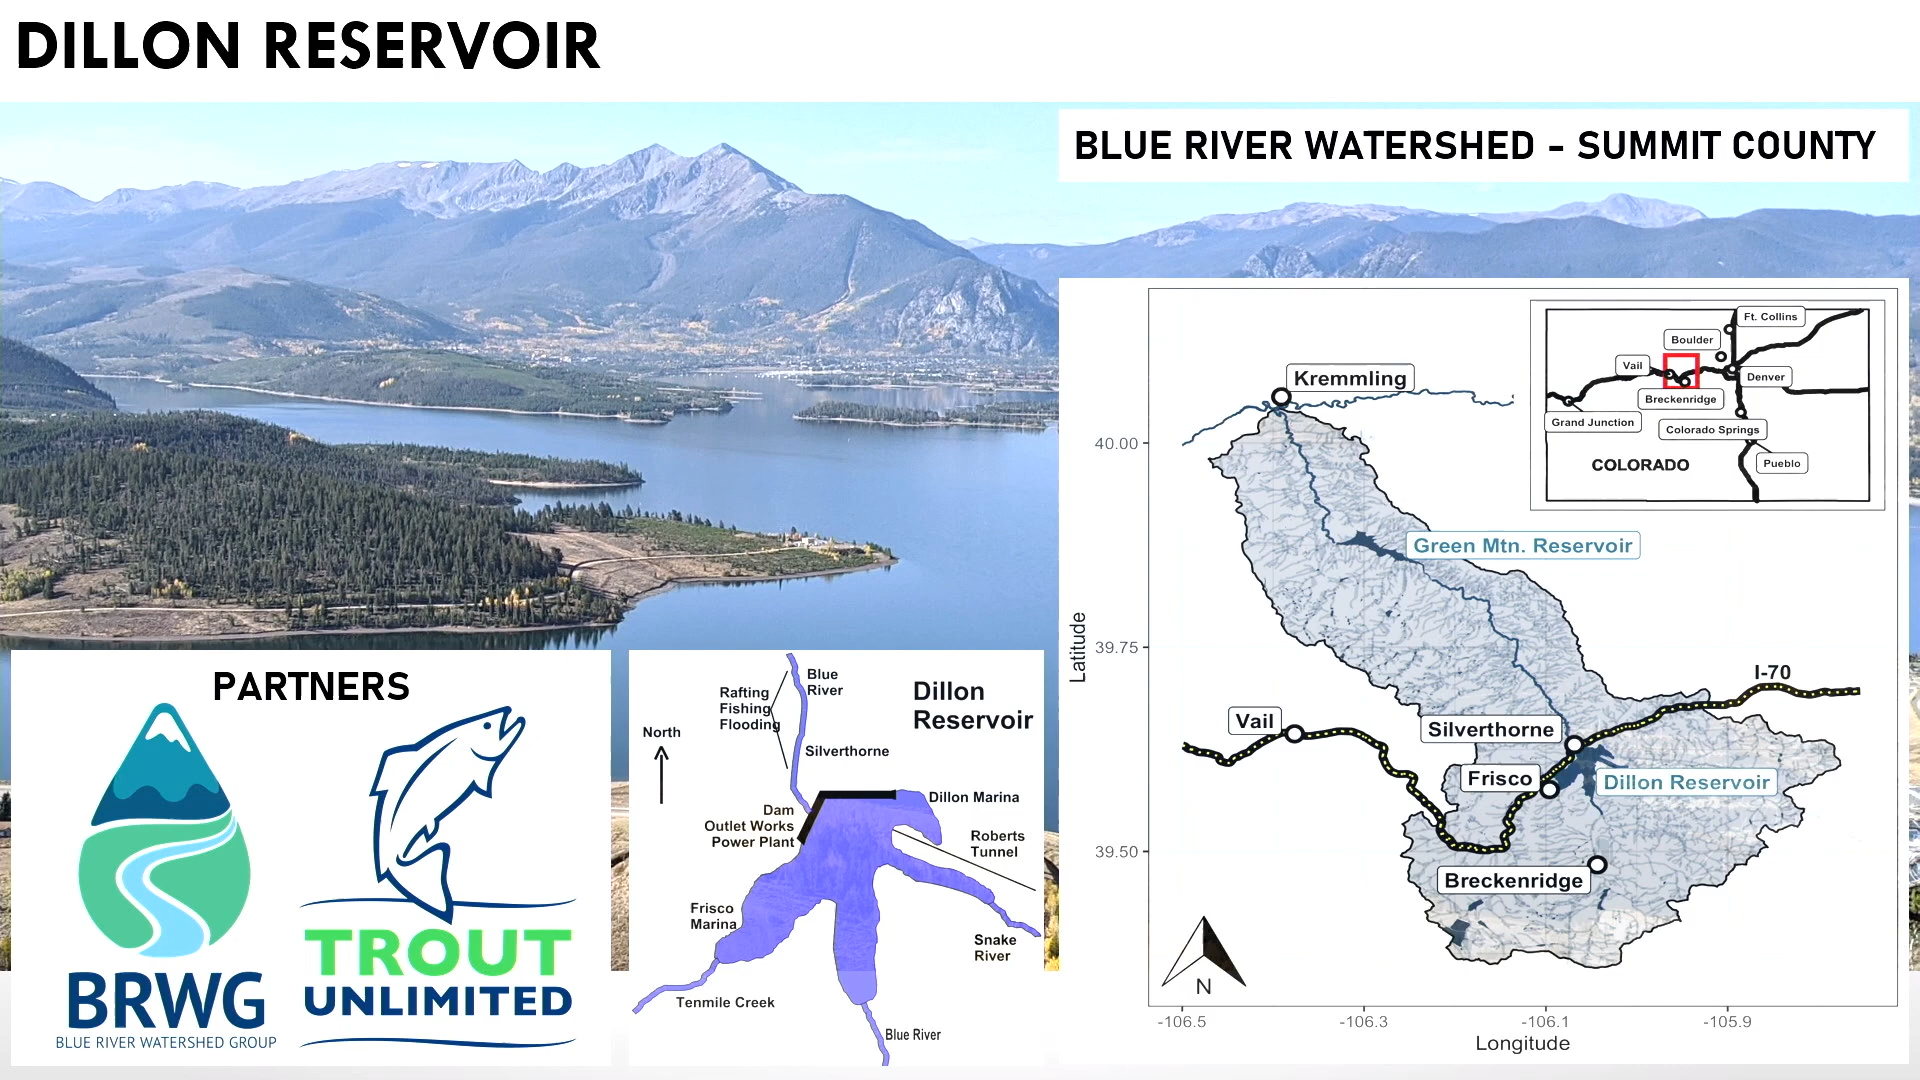 DILLON RESERVOIR
BLUE RIVER WATERSHED - SUMMIT COUNTY
PARTNERS
BRWG
BLUE RIVER WATERSHED GROUP
TROUT
UNLIMITED
Dillon
Reservoir
Blue
River
Rafting
Fishing
Flooding
North
Silverthorne
Dam
Outlet Works
Power Plant
Dillon Marina
Roberts
Tunnel
Frisco
Marina
Snake
River
Tenmile Creek
Blue River
Ft. Collins
Boulder
Vail
Denver
Breckenridge
Grand Junction
Colorado Springs
COLORADO
Pueblo
Kremmling
Green Mtn. Reservoir
I-70
Vail
Silverthorne
Frisco
Dillon Reservoir
Breckenridge
N
Latitude
40.00
39.75
39.50
-106.5
-106.3
-106.1
-105.9
Longitude